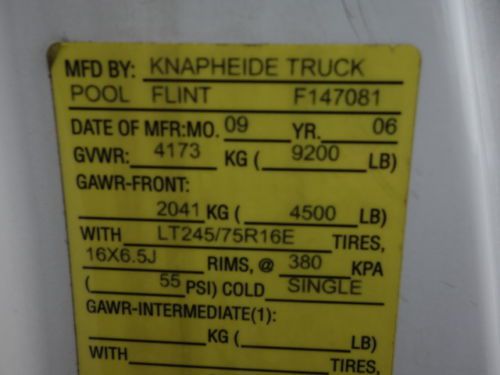 MFD BY: KNAPHEIDE TRUCK
POOL FLINT F147081
DATE OF MFR:MO. 09 YR. 06
GVWR: 4173 KG ( 9200 LB)
GAWR-FRONT:
2041 KG ( 4500 LB)
WITH LT245/75R16E TIRES,
16X6.5J RIMS, @ 380 KPA
( 55 PSI) COLD SINGLE
GAWR-INTERMEDIATE(1):
KG ( LB)
WITH TIRES,